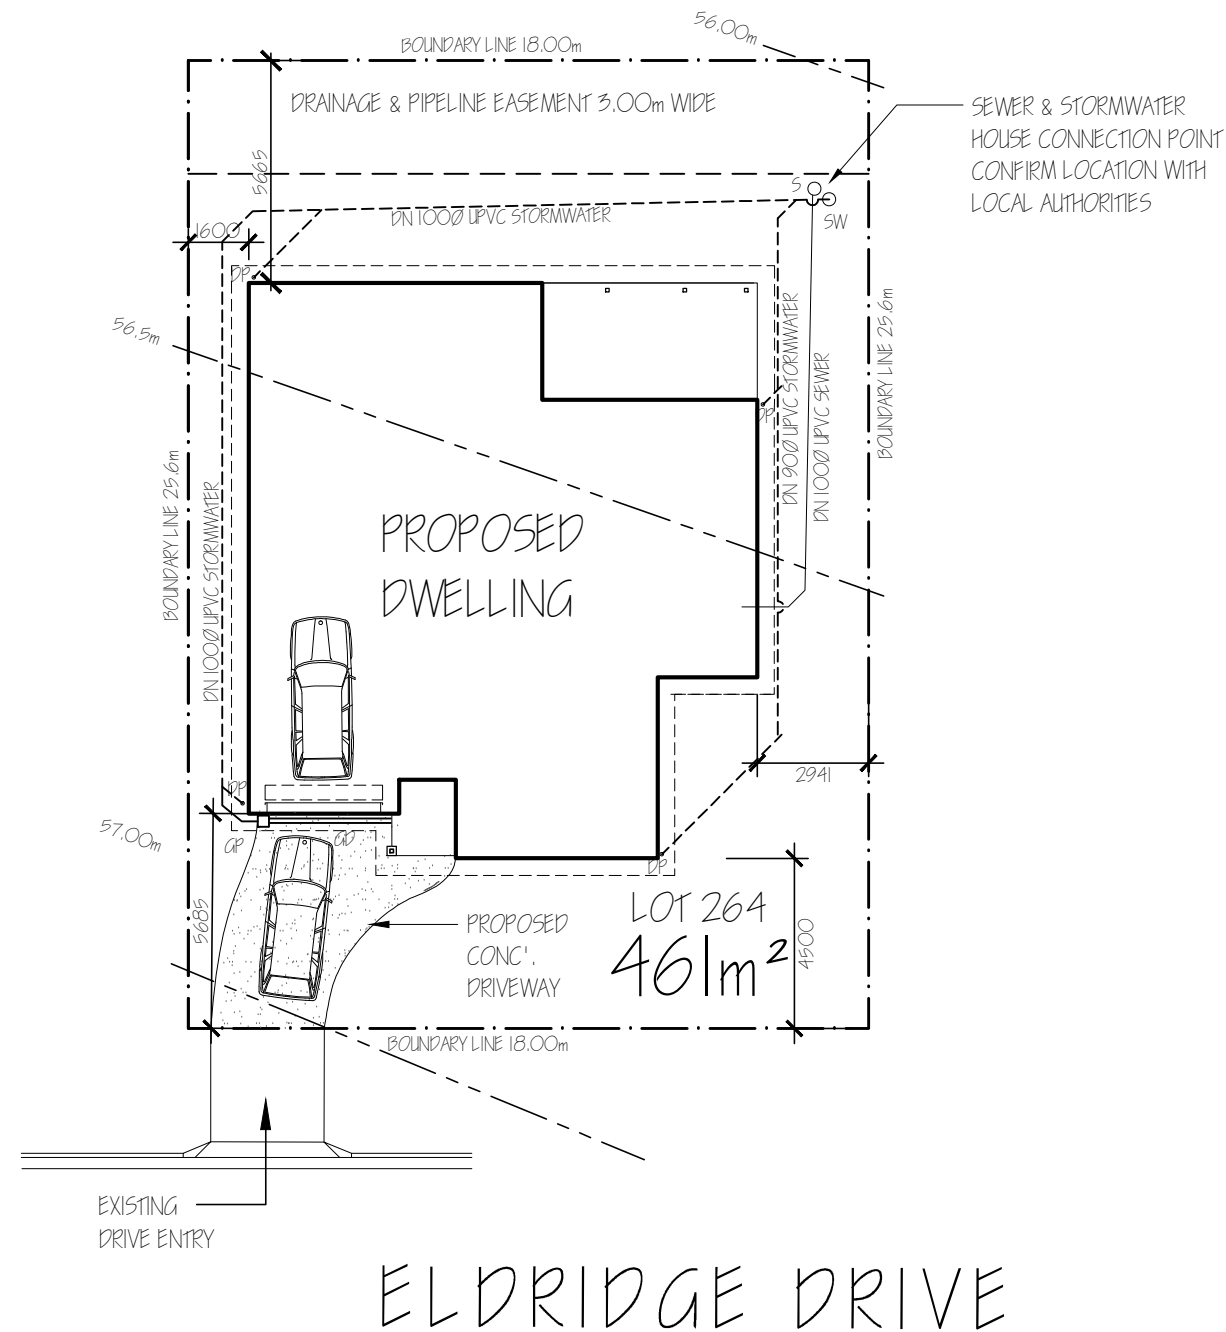 56.00m
BOUNDARY LINE 18.00m
DRAINAGE & PIPELINE EASEMENT 3.00m WIDE
SEWER & STORMWATER
HOUSE CONNECTION POINT
CONFIRM LOCATION WITH
LOCAL AUTHORITIES
5665
S
SW
DN 100Ø UPVC STORMWATER
1600
DP
56.5m
DN 90Ø UPVC STORMWATER
DN 100Ø UPVC SEWER
BOUNDARY LINE 25.6m
DP
BOUNDARY LINE 25.6m
DN 100Ø UPVC STORMWATER
PROPOSED
DWELLING
2941
DP
57.00m
GP
GD
DP
LOT 264
461m²
5685
4500
PROPOSED
CONC'.
DRIVEWAY
BOUNDARY LINE 18.00m
EXISTING
DRIVE ENTRY
ELDRIDGE DRIVE